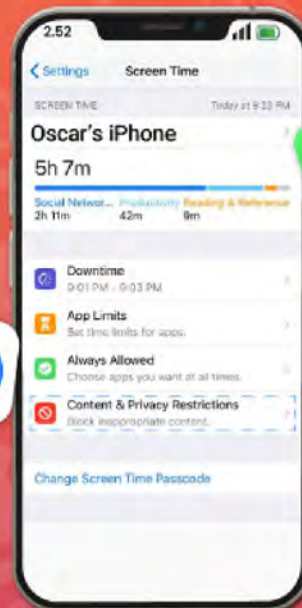 2.52
Settings
Screen Time
SCREEN TIME
Today at 9:23 PM
Oscar's iPhone
5h 7m
Social Networ... Productivity Reading & Reference
2h 11m 42m 9m
Downtime
9:01 PM - 9:03 PM
App Limits
Set time limits for apps.
Always Allowed
Choose apps you want at all times.
Content & Privacy Restrictions
Block inappropriate content.
Change Screen Time Passcode